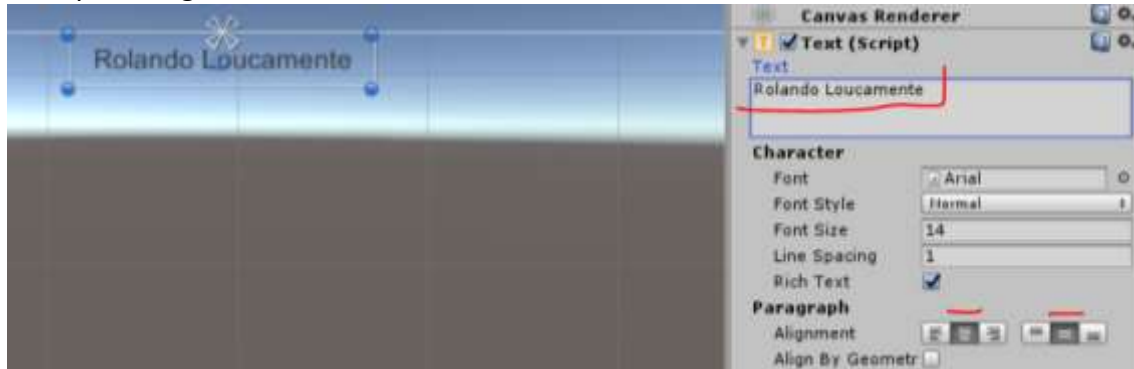 Rolando Loucamente
Canvas Renderer
Text (Script)
Text
Rolando Loucamente
Character
Font Arial
Font Style Normal
Font Size 14
Line Spacing 1
Rich Text
Paragraph
Alignment
Align By Geometr